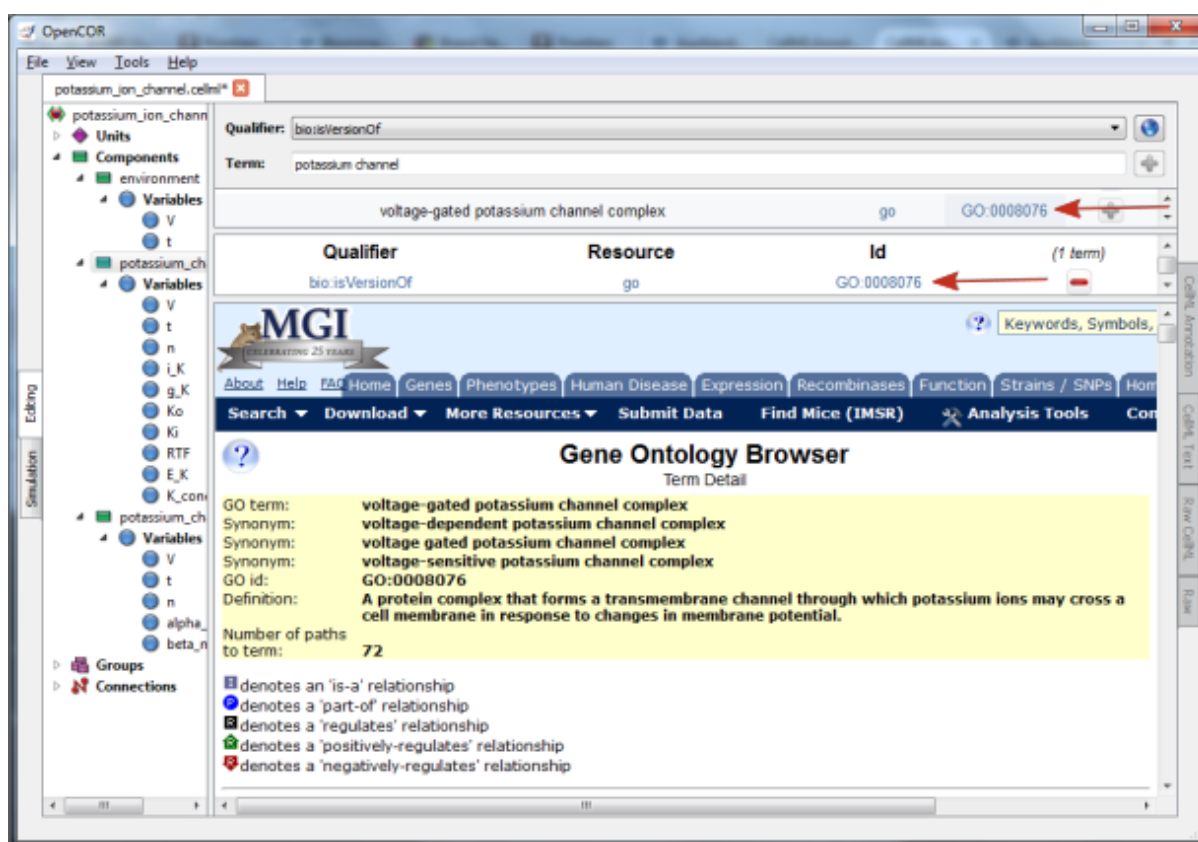 OpenCOR
File View Tools Help
potassium_ion_channel.cellml*
potassium_ion_chann
Units
Components
environment
Variables
V
t
potassium_ch
Variables
V
t
n
i_K
g_K
Ko
Ki
RTF
E_K
K_con
potassium_ch
Variables
V
t
n
alpha_
beta_n
Groups
Connections
Editing
Simulation
Qualifier: bio:isVersionOf
Term: potassium channel
voltage-gated potassium channel complex go GO:0008076
Qualifier Resource Id (1 term)
bio:isVersionOf go GO:0008076
MGI
CELEBRATING 25 YEARS
Keywords, Symbols,
About Help FAQ Home Genes Phenotypes Human Disease Expression Recombinases Function Strains / SNPs Hom
Search Download More Resources Submit Data Find Mice (IMSR) Analysis Tools Con
? Gene Ontology Browser
Term Detail
GO term: voltage-gated potassium channel complex
Synonym: voltage-dependent potassium channel complex
Synonym: voltage gated potassium channel complex
Synonym: voltage-sensitive potassium channel complex
GO id: GO:0008076
Definition: A protein complex that forms a transmembrane channel through which potassium ions may cross a
cell membrane in response to changes in membrane potential.
Number of paths
to term: 72
I denotes an 'is-a' relationship
P denotes a 'part-of' relationship
R denotes a 'regulates' relationship
R denotes a 'positively-regulates' relationship
R denotes a 'negatively-regulates' relationship
CellML Annotation
CellML Text
Raw CellML
Raw